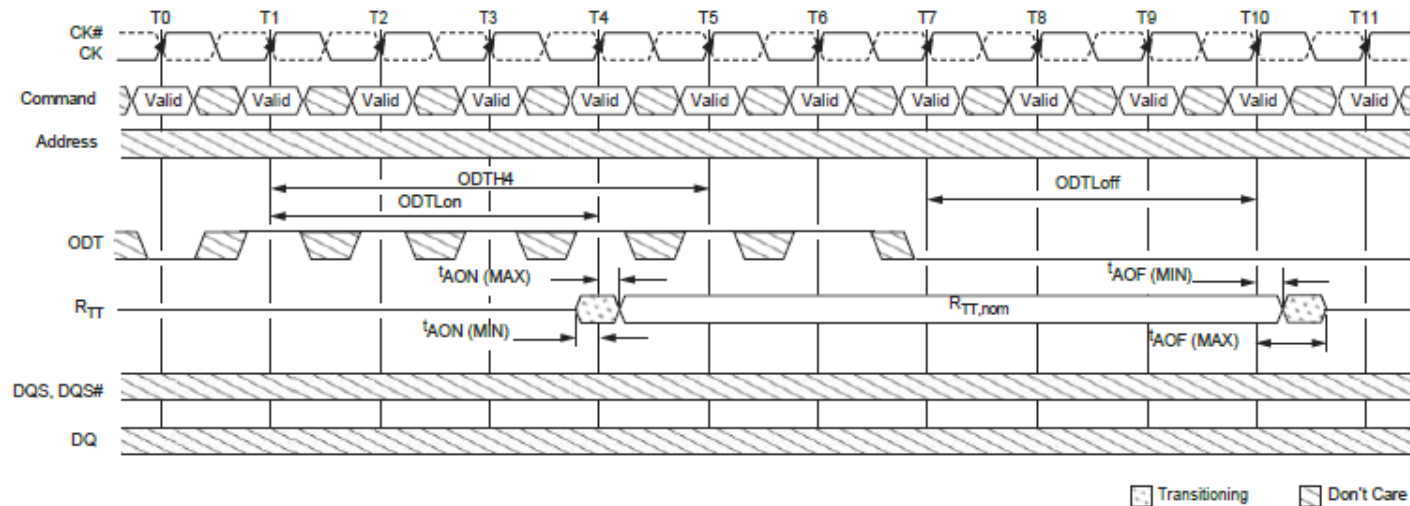 T0 T1 T2 T3 T4 T5 T6 T7 T8 T9 T10 T11
CK#
CK
Command Valid Valid Valid Valid Valid Valid Valid Valid Valid Valid Valid Valid
Address
ODTH4 ODTLoff
ODTLon
ODT
tAON (MAX) tAOF (MIN)
RTT RTT,nom
tAON (MIN) tAOF (MAX)
DQS, DQS#
DQ
Transitioning Don't Care